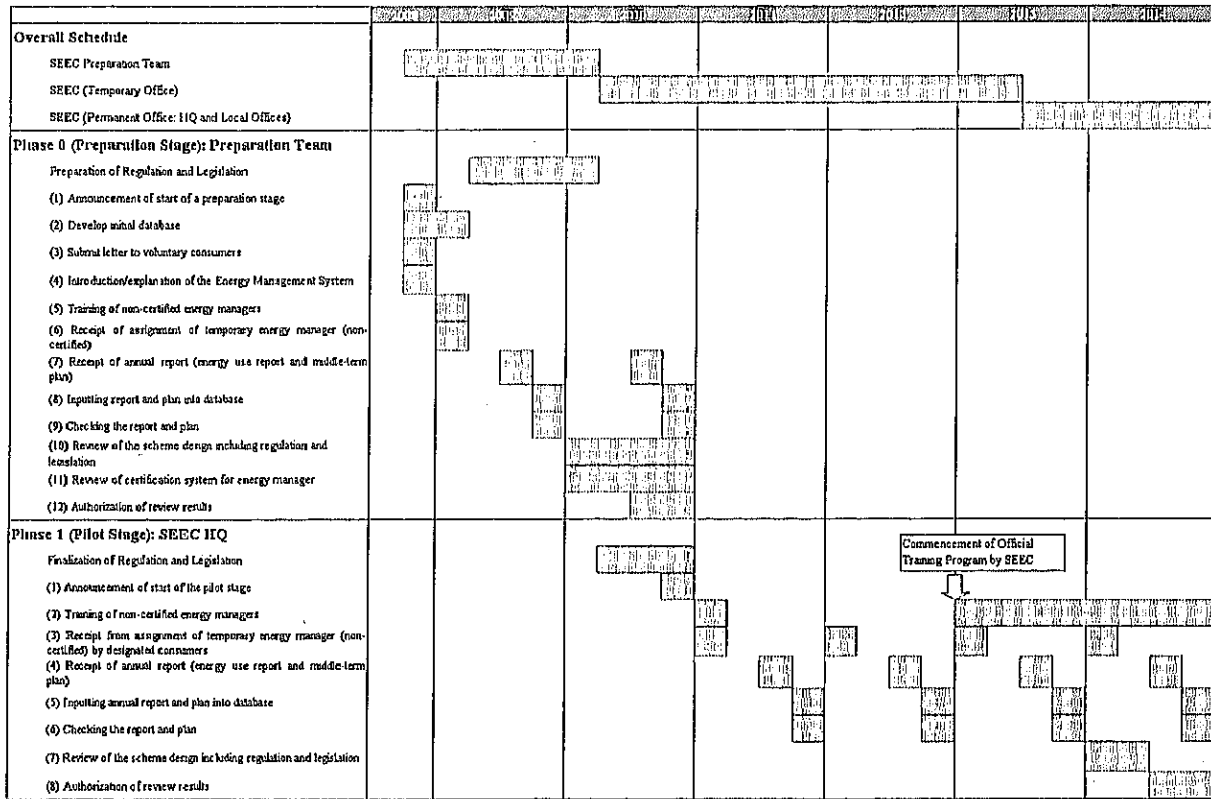 Overall Schedule
SEEC Preparation Team
SEEC (Temporary Office)
SEEC (Permanent Office: HQ and Local Offices)
Phase 0 (Preparation Stage): Preparation Team
Preparation of Regulation and Legislation
(1) Announcement of start of a preparation stage
(2) Develop initial database
(3) Submit letter to voluntary consumers
(4) Introduction/explanation of the Energy Management System
(5) Training of non-certified energy managers
(6) Receipt of assignment of temporary energy manager (non-
certified)
(7) Receipt of annual report (energy use report and middle-term
plan)
(8) Inputting report and plan into database
(9) Checking the report and plan
(10) Review of the scheme design including regulation and
legislation
(11) Review of certification system for energy manager
(12) Authorization of review results
Phase 1 (Pilot Stage): SEEC HQ
Commencement of Official
Training Program by SEEC
Finalization of Regulation and Legislation
(1) Announcement of start of the pilot stage
(2) Training of non-certified energy managers
(3) Receipt from assignment of temporary energy manager (non-
certified) by designated consumers
(4) Receipt of annual report (energy use report and middle-term
plan)
(5) Inputting annual report and plan into database
(6) Checking the report and plan
(7) Review of the scheme design including regulation and legislation
(8) Authorization of review results